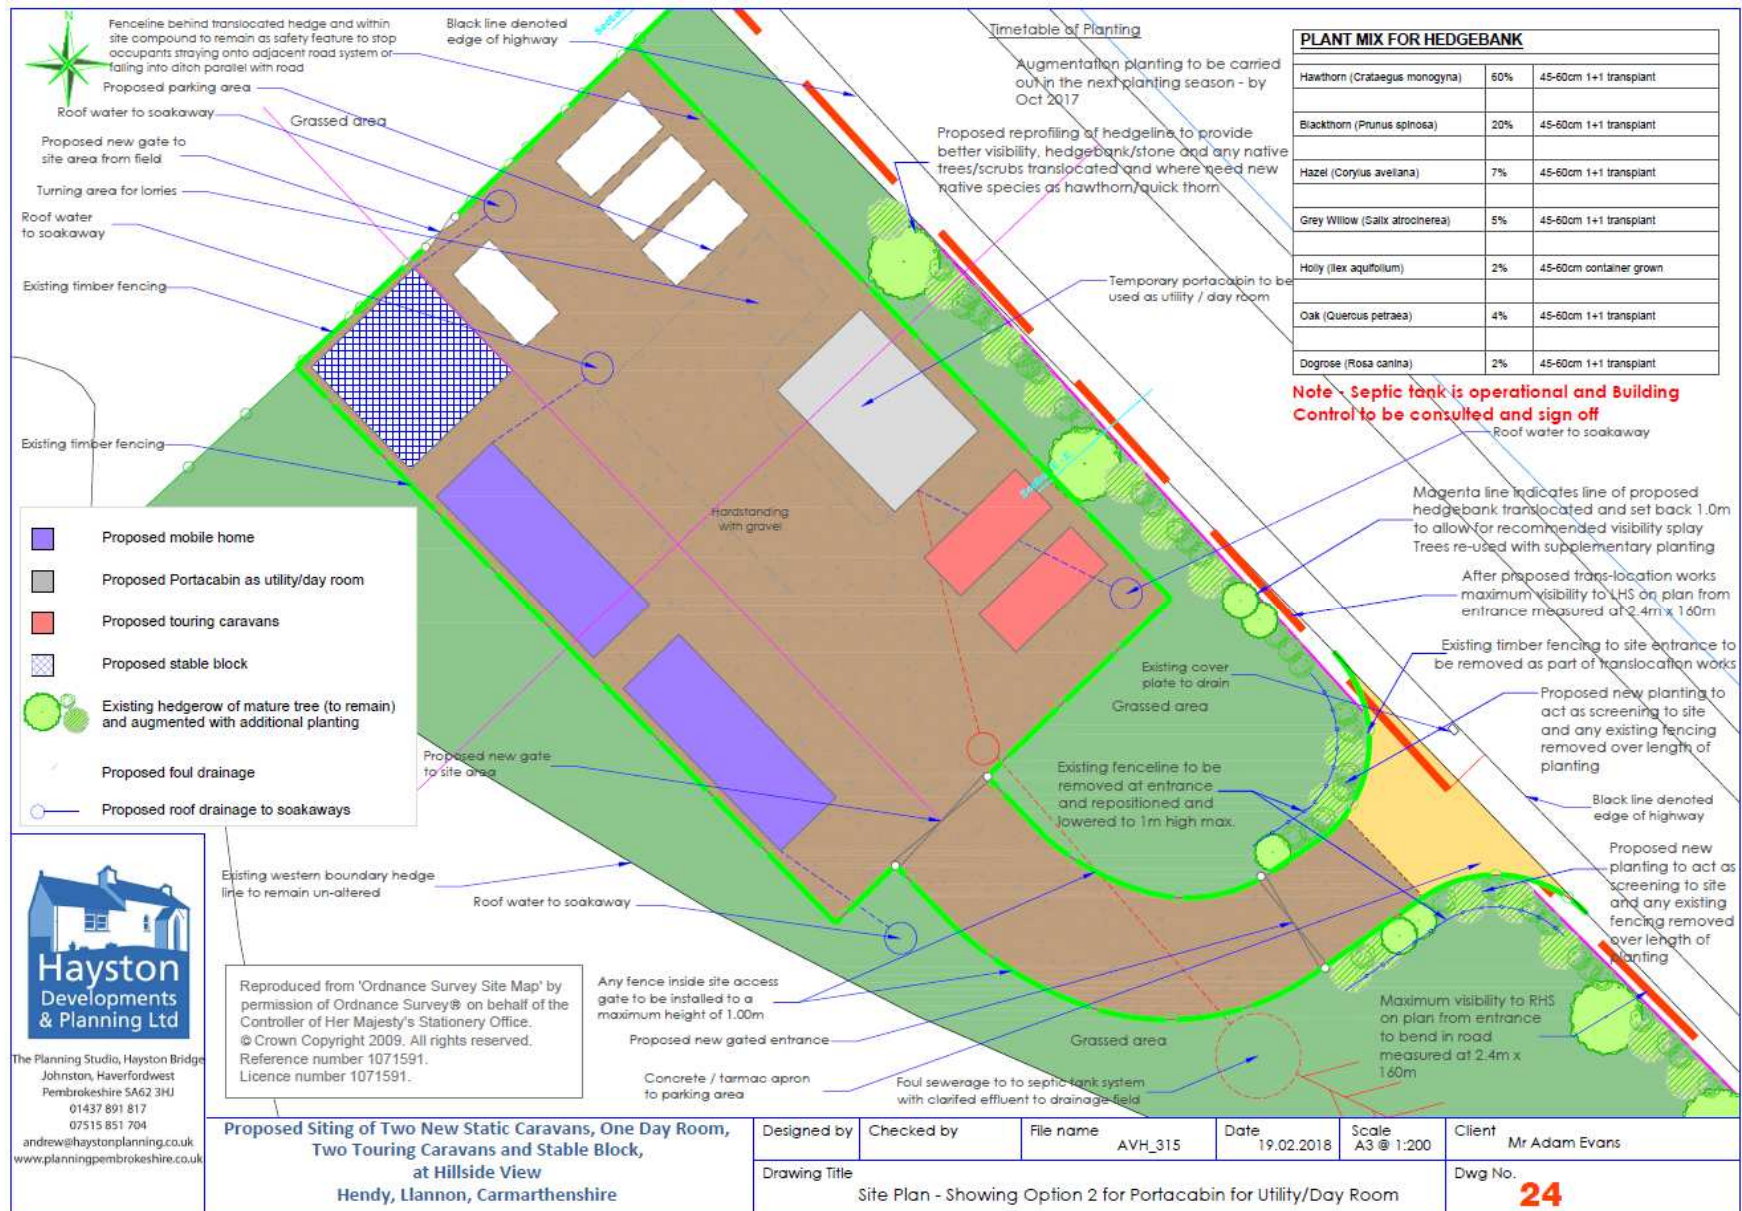 N
Fenceline behind translocated hedge and within
site compound to remain as safety feature to stop
occupants straying onto adjacent road system or
falling into ditch parallel with road
Proposed parking area
Roof water to soakaway
Grassed area
Proposed new gate to
site area from field
Turning area for lorries
Roof water
to soakaway
Existing timber fencing
Existing timber fencing
Black line denoted
edge of highway
Timetable of Planting
Augmentation planting to be carried
out in the next planting season - by
Oct 2017
Proposed reprofiling of hedgeline to provide
better visibility, hedgebank/stone and any native
trees/scrubs translocated and where need new
native species as hawthorn/quick thorn
Temporary portacabin to be
used as utility / day room
PLANT MIX FOR HEDGEBANK
Hawthorn (Crataegus monogyna) 60% 45-60cm 1+1 transplant
Blackthorn (Prunus spinosa) 20% 45-60cm 1+1 transplant
Hazel (Corylus avellana) 7% 45-60cm 1+1 transplant
Grey Willow (Salix atrocinerea) 5% 45-60cm 1+1 transplant
Holly (Ilex aquifolium) 2% 45-60cm container grown
Oak (Quercus petraea) 4% 45-60cm 1+1 transplant
Dogrose (Rosa canina) 2% 45-60cm 1+1 transplant
Note - Septic tank is operational and Building
Control to be consulted and sign off
Roof water to soakaway
Magenta line indicates line of proposed
hedgebank translocated and set back 1.0m
to allow for recommended visibility splay
Trees re-used with supplementary planting
After proposed trans-location works
maximum visibility to LHS on plan from
entrance measured at 2.4m x 160m
Existing timber fencing to site entrance to
be removed as part of translocation works
Proposed new planting to
act as screening to site
and any existing fencing
removed over length of
planting
Black line denoted
edge of highway
Proposed new
planting to act as
screening to site
and any existing
fencing removed
over length of
planting
Hardstanding
with gravel
Existing cover
plate to drain
Grassed area
Existing fenceline to be
removed at entrance
and repositioned and
lowered to 1m high max.
Proposed mobile home
Proposed Portacabin as utility/day room
Proposed touring caravans
Proposed stable block
Existing hedgerow of mature tree (to remain)
and augmented with additional planting
Proposed foul drainage
Proposed roof drainage to soakaways
Proposed new gate
to site area
Existing western boundary hedge
line to remain un-altered
Roof water to soakaway
Any fence inside site access
gate to be installed to a
maximum height of 1.00m
Proposed new gated entrance
Concrete / tarmac apron
to parking area
Foul sewerage to to septic tank system
with clarifed effluent to drainage field
Grassed area
Maximum visibility to RHS
on plan from entrance
to bend in road
measured at 2.4m x
160m
Reproduced from 'Ordnance Survey Site Map' by
permission of Ordnance Survey® on behalf of the
Controller of Her Majesty's Stationery Office.
© Crown Copyright 2009. All rights reserved.
Reference number 1071591.
Licence number 1071591.
Hayston
Developments
& Planning Ltd
The Planning Studio, Hayston Bridge
Johnston, Haverfordwest
Pembrokeshire SA62 3HJ
01437 891 817
07515 851 704
andrew@haystonplanning.co.uk
www.planningpembrokeshire.co.uk
Proposed Siting of Two New Static Caravans, One Day Room,
Two Touring Caravans and Stable Block,
at Hillside View
Hendy, Llannon, Carmarthenshire
Designed by
Checked by
File name
AVH_315
Date
19.02.2018
Scale
A3 @ 1:200
Client
Mr Adam Evans
Drawing Title
Site Plan - Showing Option 2 for Portacabin for Utility/Day Room
Dwg No.
24